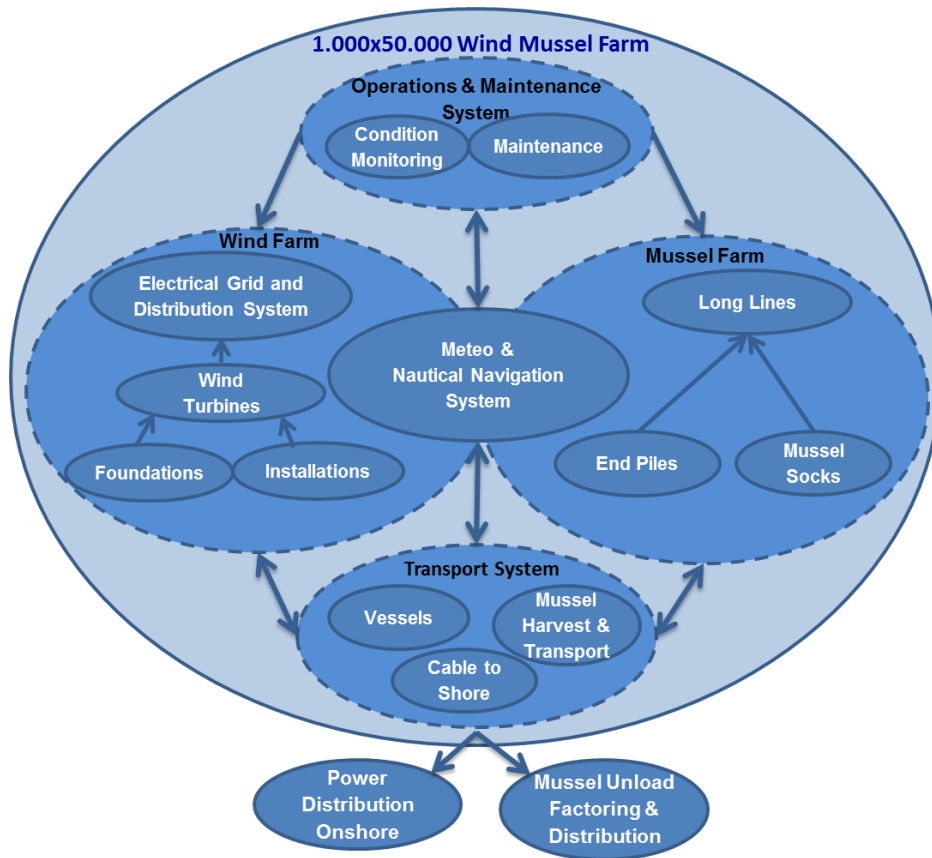 1.000x50.000 Wind Mussel Farm
Operations & Maintenance
System
Condition
Monitoring
Maintenance
Wind Farm
Electrical Grid and
Distribution System
Wind
Turbines
Foundations
Installations
Meteo &
Nautical Navigation
System
Mussel Farm
Long Lines
End Piles
Mussel
Socks
Transport System
Vessels
Mussel
Harvest &
Transport
Cable to
Shore
Power
Distribution
Onshore
Mussel Unload
Factoring &
Distribution